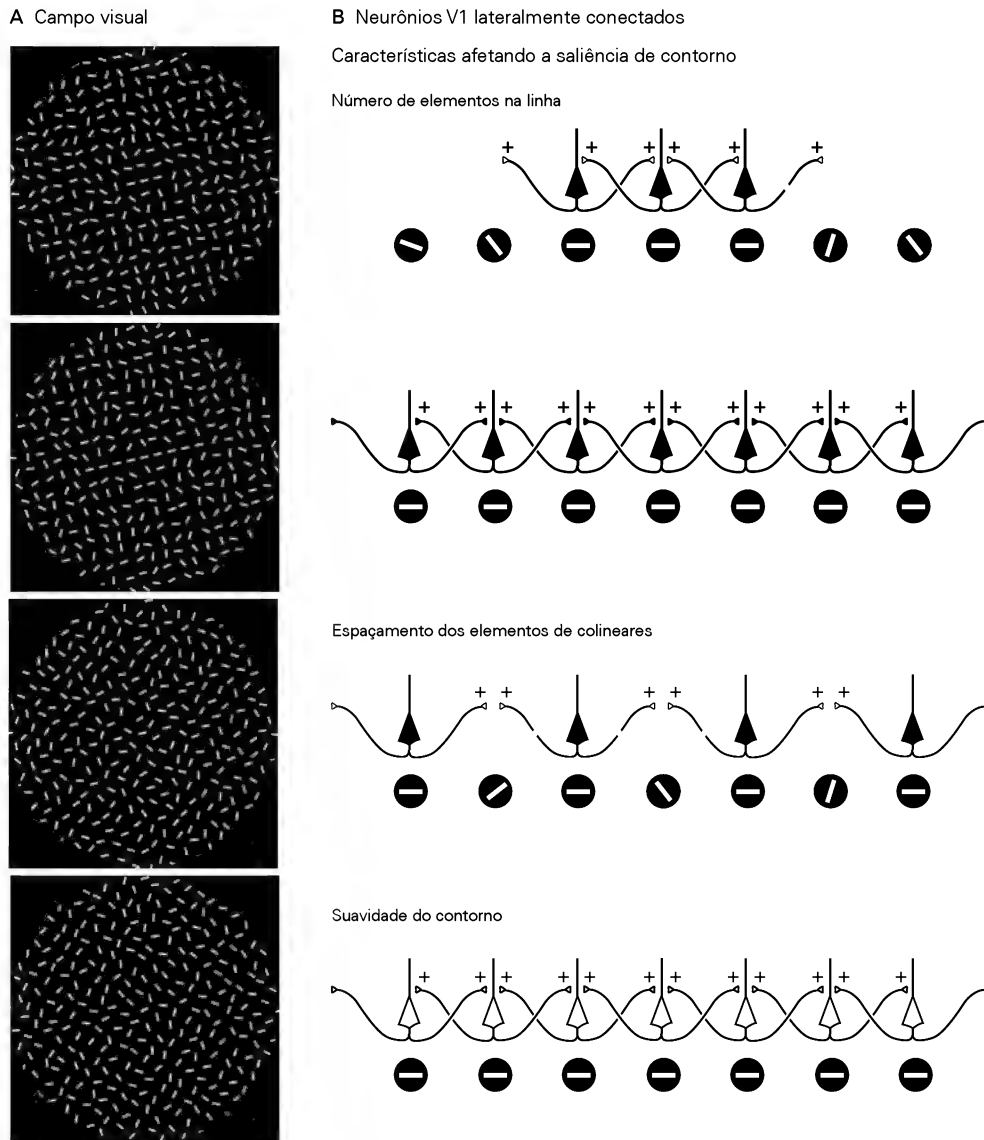 A Campo visual
B Neurônios V1 lateralmente conectados
Características afetando a saliência de contorno
Número de elementos na linha
+ + + + + +
+ + + + + + + + + + + +
Espaçamento dos elementos de colineares
+ + + + + +
Suavidade do contorno
+ + + + + + + + + + + +